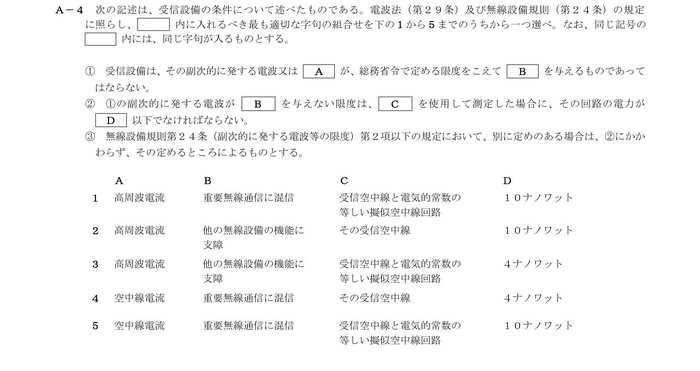 A－4 次の記述は、受信設備の条件について述べたものである。電波法（第２９条）及び無線設備規則（第２４条）の規定
に照らし、 内に入れるべき最も適切な字句の組合せを下の1から5までのうちから一つ選べ。なお、同じ記号の
内には、同じ字句が入るものとする。
① 受信設備は、その副次的に発する電波又は A が、総務省令で定める限度をこえて B を与えるものであって
はならない。
② ①の副次的に発する電波が B を与えない限度は、 C を使用して測定した場合に、その回路の電力が
D 以下でなければならない。
③ 無線設備規則第２４条（副次的に発する電波等の限度）第２項以下の規定において、別に定めのある場合は、②にかか
わらず、その定めるところによるものとする。
A B C D
1 高周波電流 重要無線通信に混信 受信空中線と電気的常数の １０ナノワット
等しい擬似空中線回路
2 高周波電流 他の無線設備の機能に その受信空中線 １０ナノワット
支障
3 高周波電流 他の無線設備の機能に 受信空中線と電気的常数の ４ナノワット
支障 等しい擬似空中線回路
4 空中線電流 重要無線通信に混信 その受信空中線 ４ナノワット
5 空中線電流 重要無線通信に混信 受信空中線と電気的常数の １０ナノワット
等しい擬似空中線回路